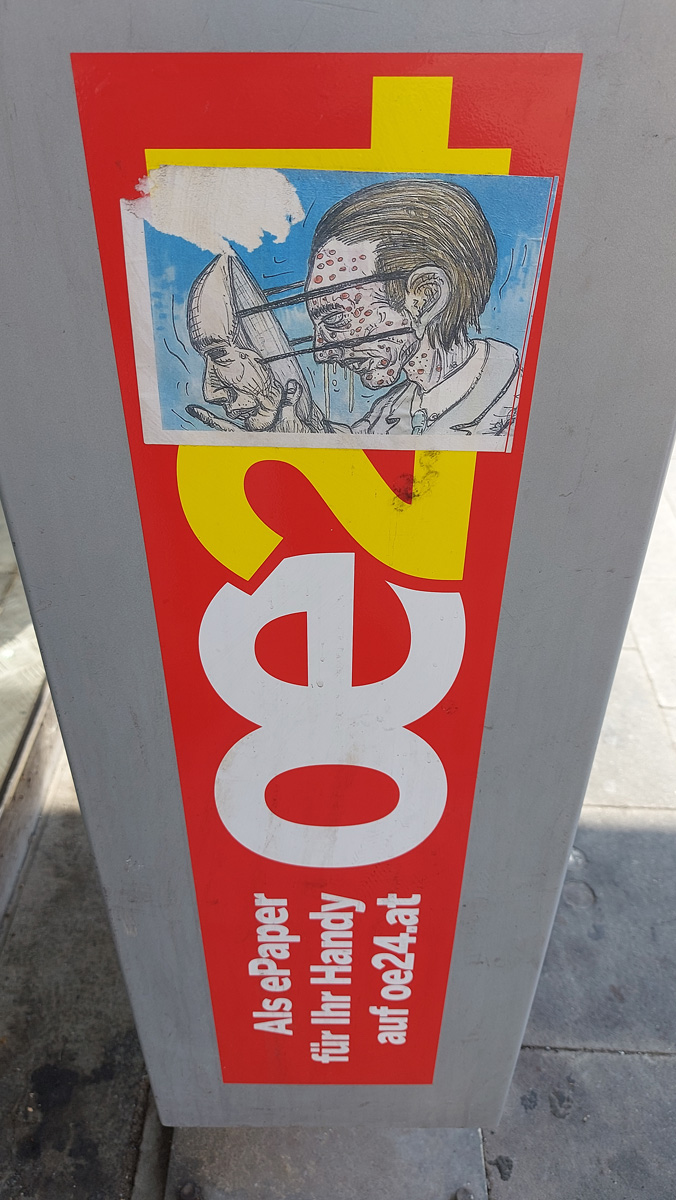 oe24
Als ePaper
für Ihr Handy
auf oe24.at